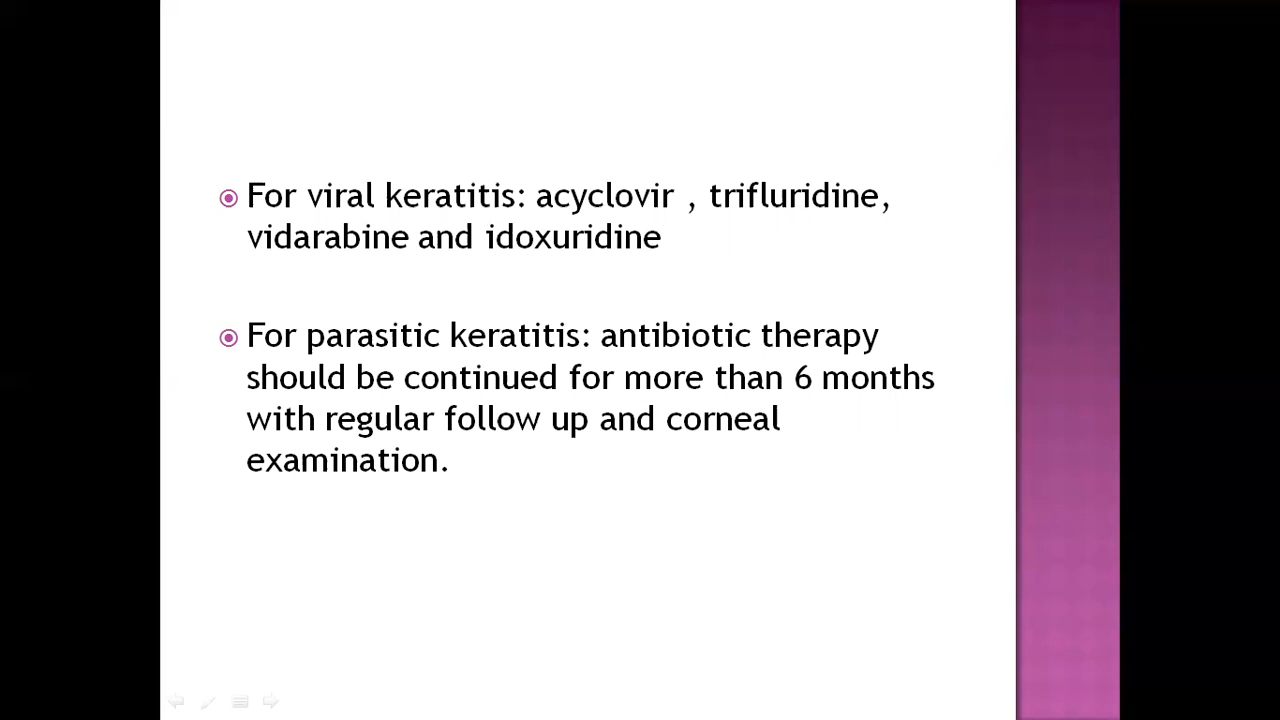 For viral keratitis: acyclovir , trifluridine,
vidarabine and idoxuridine
For parasitic keratitis: antibiotic therapy
should be continued for more than 6 months
with regular follow up and corneal
examination.